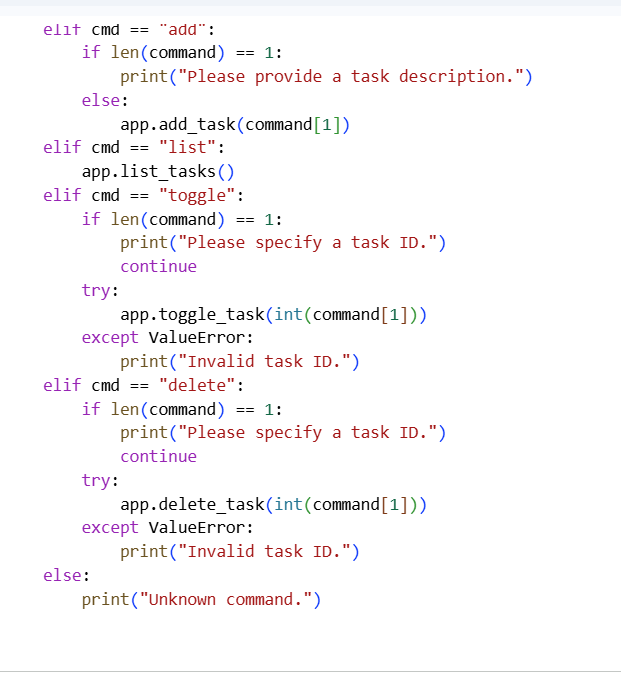 elif cmd == "add":
    if len(command) == 1:
        print("Please provide a task description.")
    else:
        app.add_task(command[1])
elif cmd == "list":
    app.list_tasks()
elif cmd == "toggle":
    if len(command) == 1:
        print("Please specify a task ID.")
        continue
    try:
        app.toggle_task(int(command[1]))
    except ValueError:
        print("Invalid task ID.")
elif cmd == "delete":
    if len(command) == 1:
        print("Please specify a task ID.")
        continue
    try:
        app.delete_task(int(command[1]))
    except ValueError:
        print("Invalid task ID.")
else:
    print("Unknown command.")